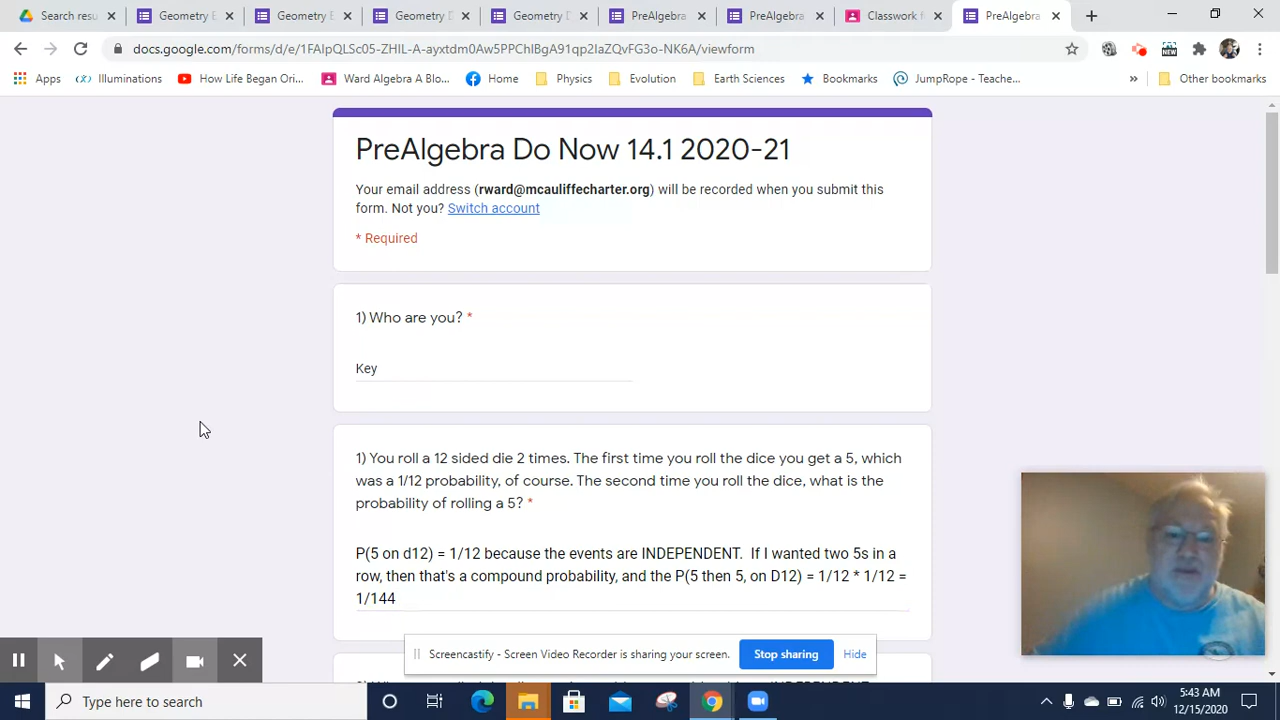 Search resu
Geometry E
Geometry E
Geometry D
Geometry D
PreAlgebra
PreAlgebra
Classwork f
PreAlgebra
docs.google.com/forms/d/e/1FAIpQLSc05-ZHIL-A-ayxtdm0Aw5PPChIBgA91qp2IaZQvFG3o-NK6A/viewform
Apps
Illuminations
How Life Began Ori...
Ward Algebra A Blo...
Home
Physics
Evolution
Earth Sciences
Bookmarks
JumpRope - Teache...
»
Other bookmarks
PreAlgebra Do Now 14.1 2020-21
Your email address (rward@mcauliffecharter.org) will be recorded when you submit this
form. Not you? Switch account
* Required
1) Who are you? *
Key
1) You roll a 12 sided die 2 times. The first time you roll the dice you get a 5, which
was a 1/12 probability, of course. The second time you roll the dice, what is the
probability of rolling a 5? *
P(5 on d12) = 1/12 because the events are INDEPENDENT. If I wanted two 5s in a
row, then that's a compound probability, and the P(5 then 5, on D12) = 1/12 * 1/12 =
1/144
Screencastify - Screen Video Recorder is sharing your screen.
Stop sharing
Hide
Type here to search
5:43 AM
12/15/2020